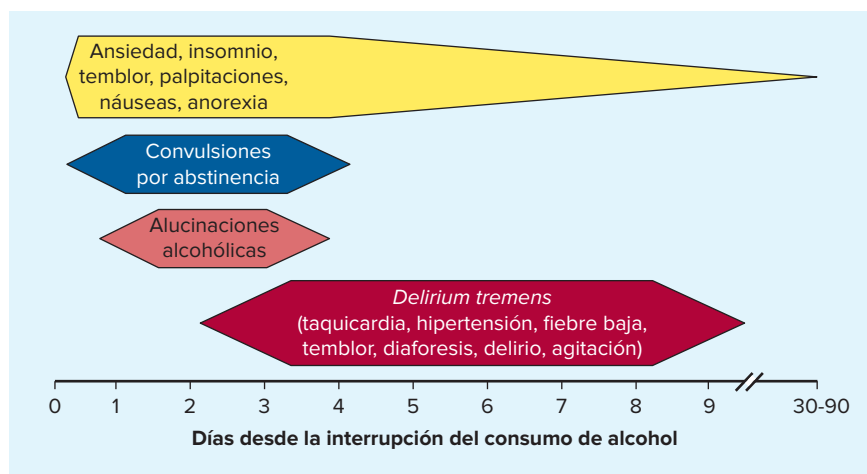 Ansiedad, insomnio,
temblor, palpitaciones,
náuseas, anorexia
Convulsiones
por abstinencia
Alucinaciones
alcohólicas
Delirium tremens
(taquicardia, hipertensión, fiebre baja,
temblor, diaforesis, delirio, agitación)
0 1 2 3 4 5 6 7 8 9 30-90
Días desde la interrupción del consumo de alcohol